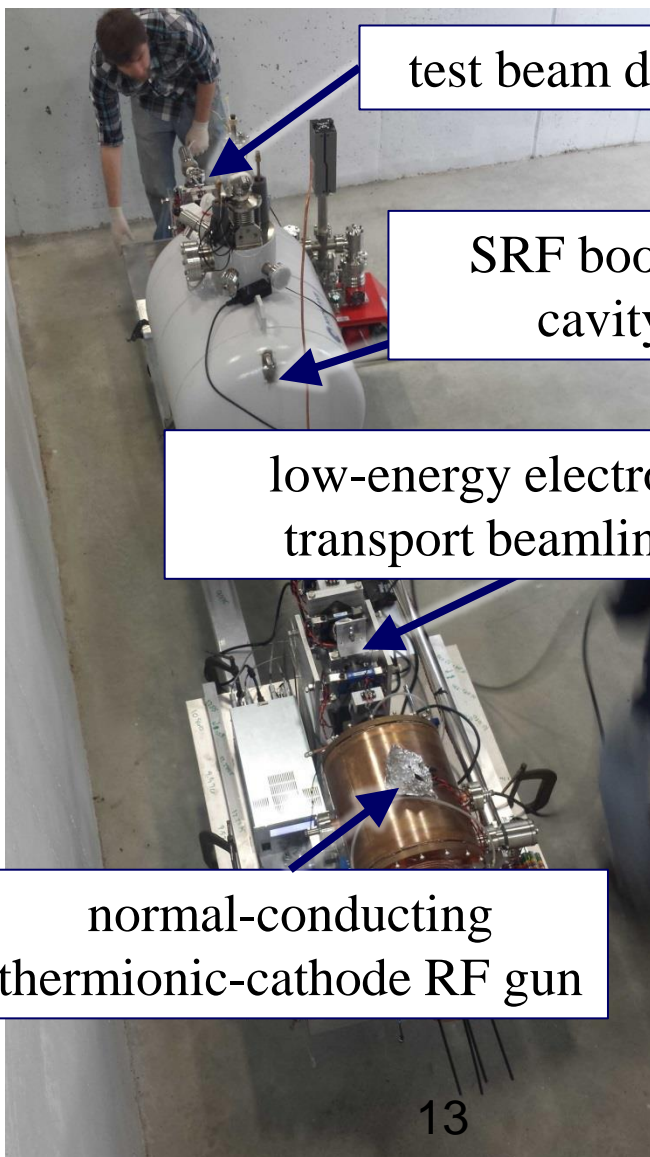 test beam d
SRF boo
cavity
low-energy electro
transport beamlin
normal-conducting
thermionic-cathode RF gun
13